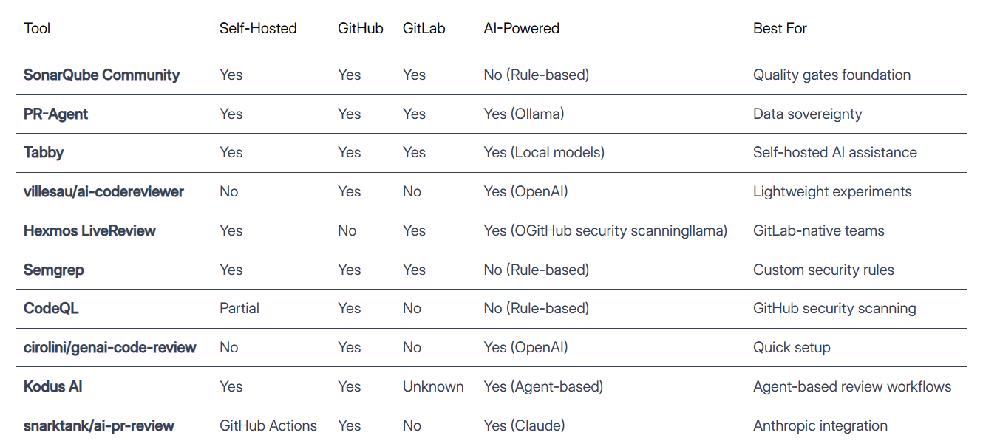 Tool Self-Hosted GitHub GitLab AI-Powered Best For
SonarQube Community Yes Yes Yes No (Rule-based) Quality gates foundation
PR-Agent Yes Yes Yes Yes (Ollama) Data sovereignty
Tabby Yes Yes Yes Yes (Local models) Self-hosted AI assistance
villesau/ai-codereviewer No Yes No Yes (OpenAI) Lightweight experiments
Hexmos LiveReview Yes No Yes Yes (OGitHub security scanningllama) GitLab-native teams
Semgrep Yes Yes Yes No (Rule-based) Custom security rules
CodeQL Partial Yes No No (Rule-based) GitHub security scanning
cirolini/genai-code-review No Yes No Yes (OpenAI) Quick setup
Kodus AI Yes Yes Unknown Yes (Agent-based) Agent-based review workflows
snarktank/ai-pr-review GitHub Actions Yes No Yes (Claude) Anthropic integration